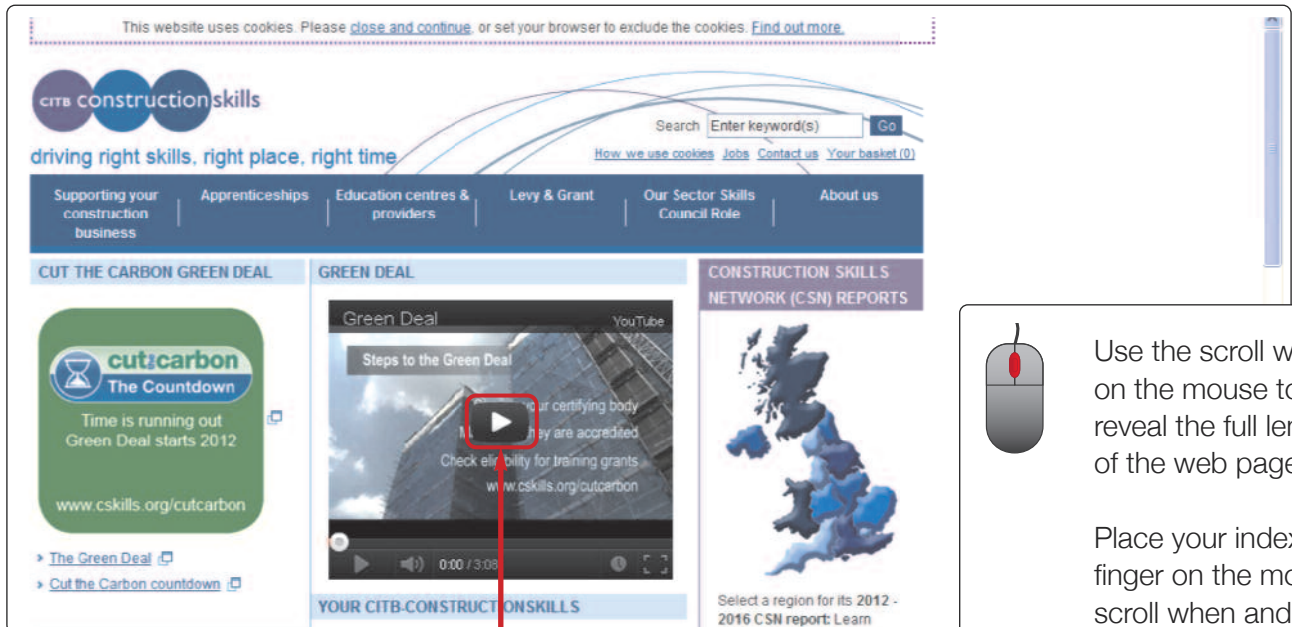 This website uses cookies. Please close and continue, or set your browser to exclude the cookies. Find out more.
CITB construction skills
driving right skills, right place, right time
Search Enter keyword(s) Go
How we use cookies Jobs Contact us Your basket (0)
Supporting your construction business
Apprenticeships
Education centres & providers
Levy & Grant
Our Sector Skills Council Role
About us
CUT THE CARBON GREEN DEAL
cut the carbon
The Countdown
Time is running out
Green Deal starts 2012
www.cskills.org/cutcarbon
> The Green Deal
> Cut the Carbon countdown
GREEN DEAL
Green Deal YouTube
Steps to the Green Deal
your certifying body
they are accredited
Check eligibility for training grants
www.cskills.org/cutcarbon
0:00 / 3:08
YOUR CITB-CONSTRUCTIONSKILLS
CONSTRUCTION SKILLS
NETWORK (CSN) REPORTS
Select a region for its 2012 -
2016 CSN report: Learn
Use the scroll w
on the mouse to
reveal the full le
of the web page
Place your index
finger on the mo
scroll when and